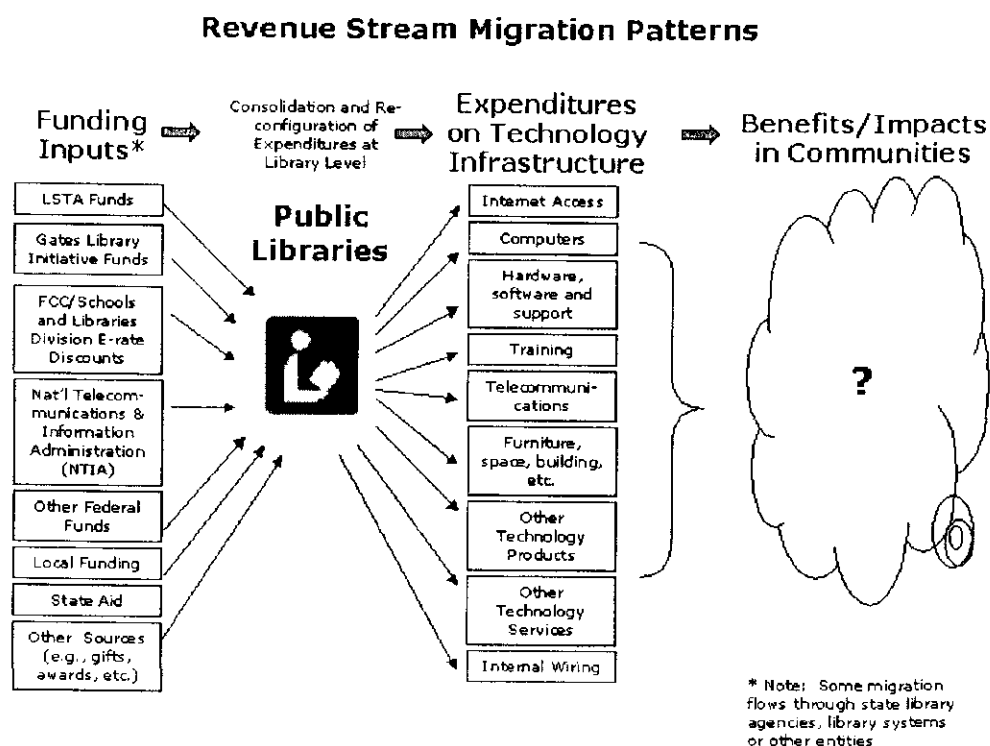 Revenue Stream Migration Patterns
Funding
Inputs*
Consolidation and Re-
configuration of
Expenditures at
Library Level
Expenditures
on Technology
Infrastructure
Benefits/Impacts
in Communities
LSTA Funds
Gates Library
Initiative Funds
FCC/Schools
and Libraries
Division E-rate
Discounts
Nat'l Telecom-
munications &
Information
Administration
(NTIA)
Other Federal
Funds
Local Funding
State Aid
Other Sources
(e.g., gifts,
awards, etc.)
Public
Libraries
Internet Access
Computers
Hardware,
software and
support
Training
Telecommuni-
cations
Furniture,
space, building,
etc.
Other
Technology
Products
Other
Technology
Services
Internal Wiring
?
* Note: Some migration
flows through state library
agencies, library systems
or other entities